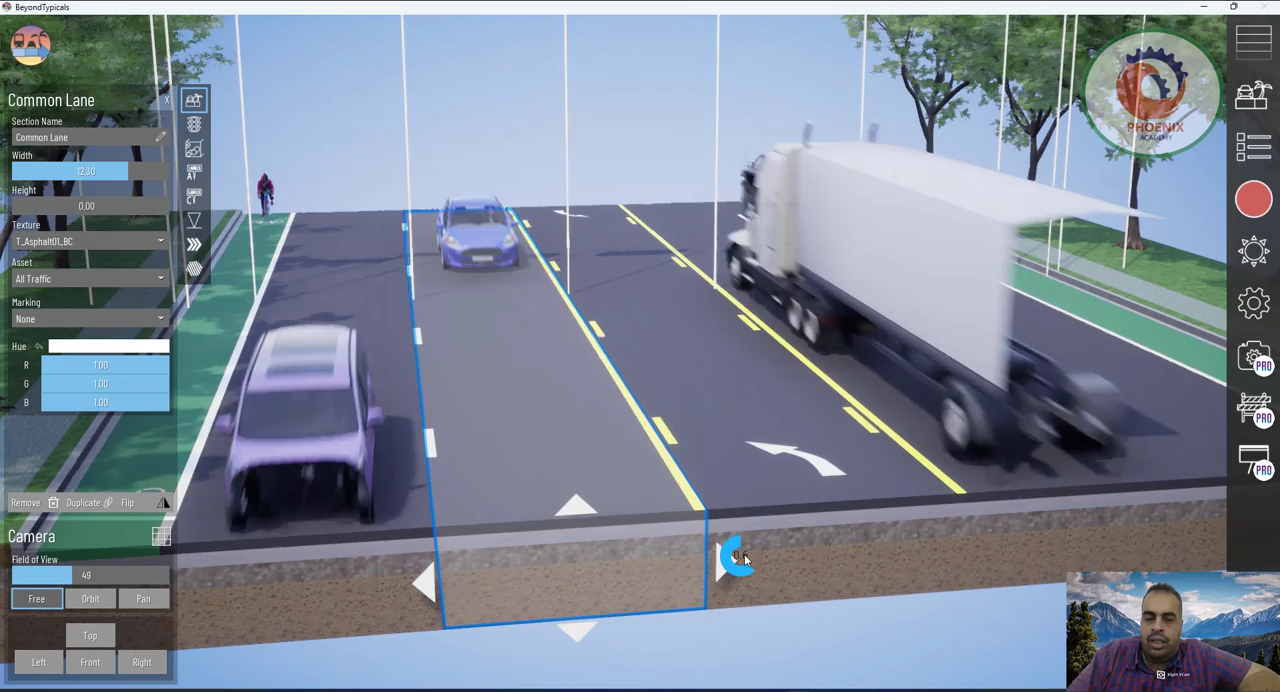 BeyondTypicals
Common Lane
x
Section Name
Common Lane
Width
12.30
Height
0.00
Texture
T_Asphalt01_BC
Asset
All Traffic
Marking
None
Hue
R 1.00
G 1.00
B 1.00
Remove Duplicate Flip
Camera
Field of View
49
Free Orbit Pan
Top
Left Front Right
PHOENIX
ACADEMY
PRO
PRO
PRO
XSplit VCam